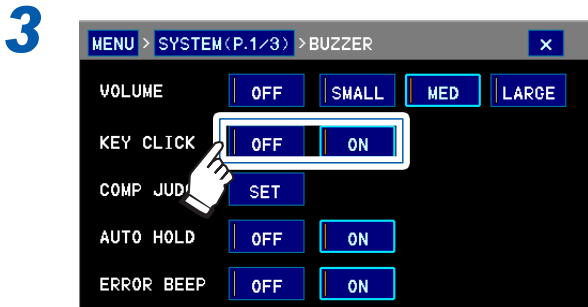 3
MENU > SYSTEM(P.1/3) >BUZZER ×
VOLUME OFF SMALL MED LARGE
KEY CLICK OFF ON
COMP JUD SET
AUTO HOLD OFF ON
ERROR BEEP OFF ON